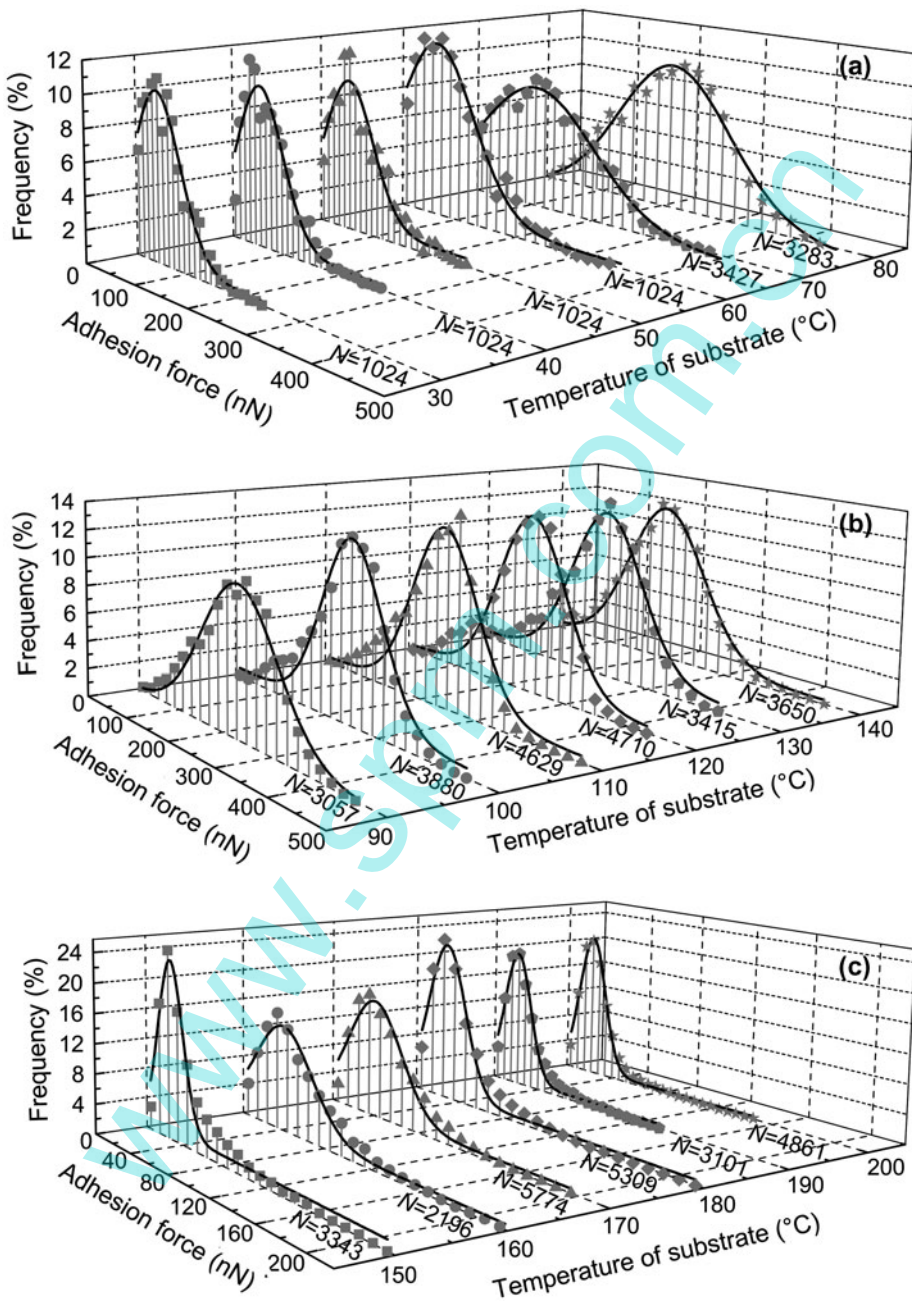 (a)
Frequency (%)
12
10
8
6
4
2
0
100
200
300
400
500
Adhesion force (nN)
30
40
50
60
70
80
Temperature of substrate (°C)
N=1024
N=1024
N=1024
N=1024
N=3427
N=3283
(b)
Frequency (%)
14
12
10
8
6
4
2
0
100
200
300
400
500
Adhesion force (nN)
90
100
110
120
130
140
Temperature of substrate (°C)
N=3057
N=3880
N=4629
N=4710
N=3415
N=3650
(c)
Frequency (%)
24
20
16
12
8
4
0
40
80
120
160
200
Adhesion force (nN)
150
160
170
180
190
200
Temperature of substrate (°C)
N=3343
N=2196
N=5774
N=5309
N=3101
N=4861
www.spm.com.cn